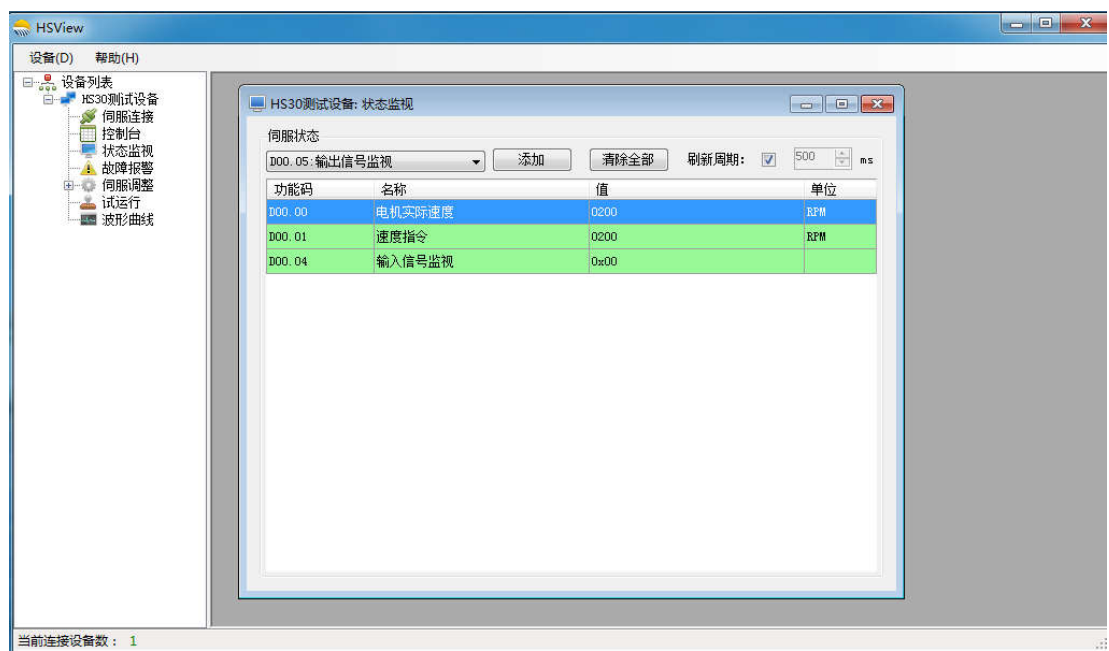 HSView
设备(D) 帮助(H)
设备列表
HS30测试设备
伺服连接
控制台
状态监视
故障报警
伺服调整
试运行
波形曲线
HS30测试设备: 状态监视
伺服状态
D00.05:输出信号监视 添加 清除全部 刷新周期: 500 ms
功能码 名称 值 单位
D00.00 电机实际速度 0200 RPM
D00.01 速度指令 0200 RPM
D00.04 输入信号监视 0x00
当前连接设备数: 1